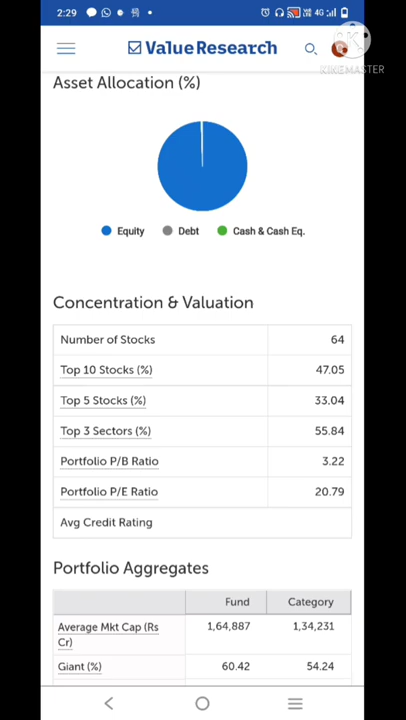 2:29 4G
ValueResearch
KINEMASTER
Asset Allocation (%)
Equity Debt Cash & Cash Eq.
Concentration & Valuation
Number of Stocks 64
Top 10 Stocks (%) 47.05
Top 5 Stocks (%) 33.04
Top 3 Sectors (%) 55.84
Portfolio P/B Ratio 3.22
Portfolio P/E Ratio 20.79
Avg Credit Rating
Portfolio Aggregates
Fund Category
Average Mkt Cap (Rs 1,64,887 1,34,231
Cr)
Giant (%) 60.42 54.24